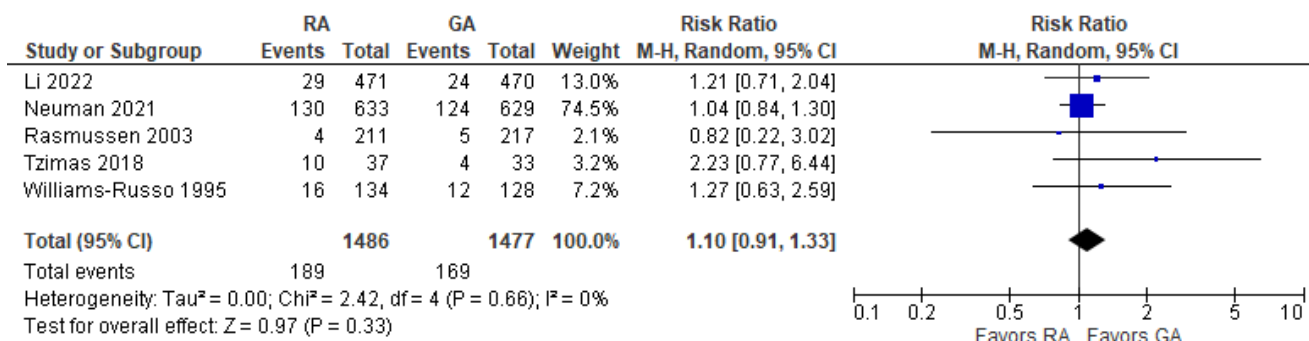 RA GA Risk Ratio Risk Ratio
Study or Subgroup Events Total Events Total Weight M-H, Random, 95% CI M-H, Random, 95% CI
Li 2022 29 471 24 470 13.0% 1.21 [0.71, 2.04]
Neuman 2021 130 633 124 629 74.5% 1.04 [0.84, 1.30]
Rasmussen 2003 4 211 5 217 2.1% 0.82 [0.22, 3.02]
Tzimas 2018 10 37 4 33 3.2% 2.23 [0.77, 6.44]
Williams-Russo 1995 16 134 12 128 7.2% 1.27 [0.63, 2.59]
Total (95% CI) 1486 1477 100.0% 1.10 [0.91, 1.33]
Total events 189 169
Heterogeneity: Tau² = 0.00; Chi² = 2.42, df = 4 (P = 0.66); I² = 0%
Test for overall effect: Z = 0.97 (P = 0.33)
0.1 0.2 0.5 1 2 5 10
Favors RA Favors GA